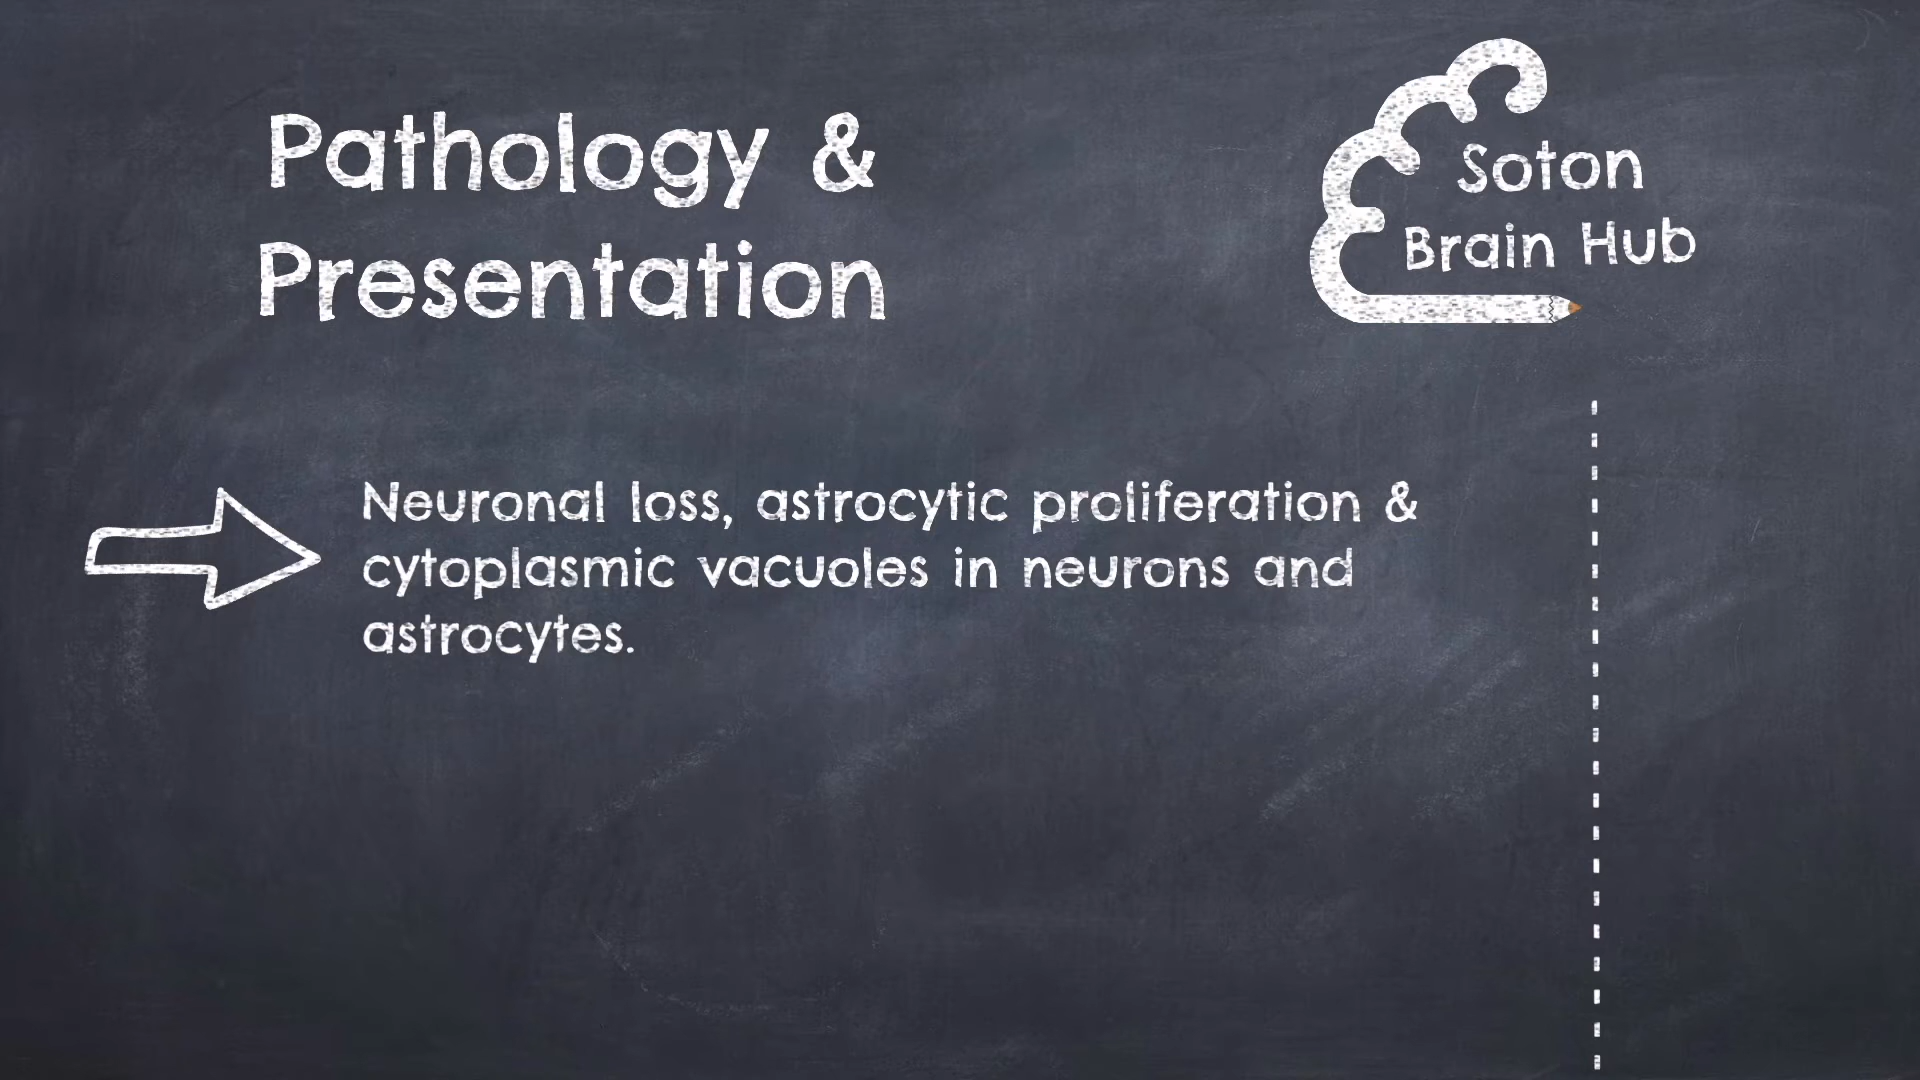 Pathology &
Presentation
Soton
Brain Hub
Neuronal loss, astrocytic proliferation &
cytoplasmic vacuoles in neurons and
astrocytes.